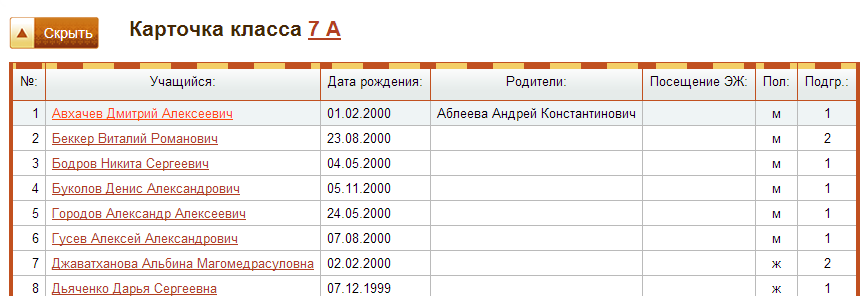 Скрыть Карточка класса 7 А
№: Учащийся: Дата рождения: Родители: Посещение ЭЖ: Пол: Подгр.:
1 Авхачев Дмитрий Алексеевич 01.02.2000 Аблеева Андрей Константинович м 1
2 Беккер Виталий Романович 23.08.2000 м 2
3 Бодров Никита Сергеевич 04.05.2000 м 1
4 Буколов Денис Александрович 05.11.2000 м 1
5 Городов Александр Алексеевич 24.05.2000 м 1
6 Гусев Алексей Александрович 07.08.2000 м 1
7 Джаватханова Альбина Магомедрасуловна 02.02.2000 ж 2
8 Дьяченко Дарья Сергеевна 07.12.1999 ж 1